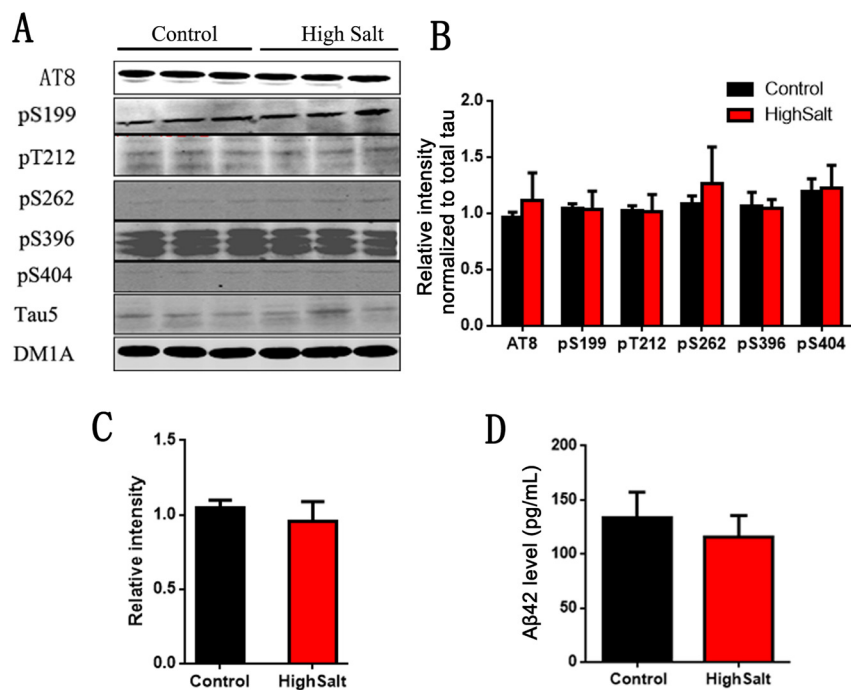 A
Control High Salt
AT8
pS199
pT212
pS262
pS396
pS404
Tau5
DM1A
B
Control
HighSalt
Relative intensity
normalized to total tau
2.0
1.5
1.0
0.5
0.0
AT8 pS199 pT212 pS262 pS396 pS404
C
Relative intensity
1.5
1.0
0.5
0.0
Control HighSalt
D
Aβ42 level (pg/mL)
200
150
100
50
0
Control HighSalt